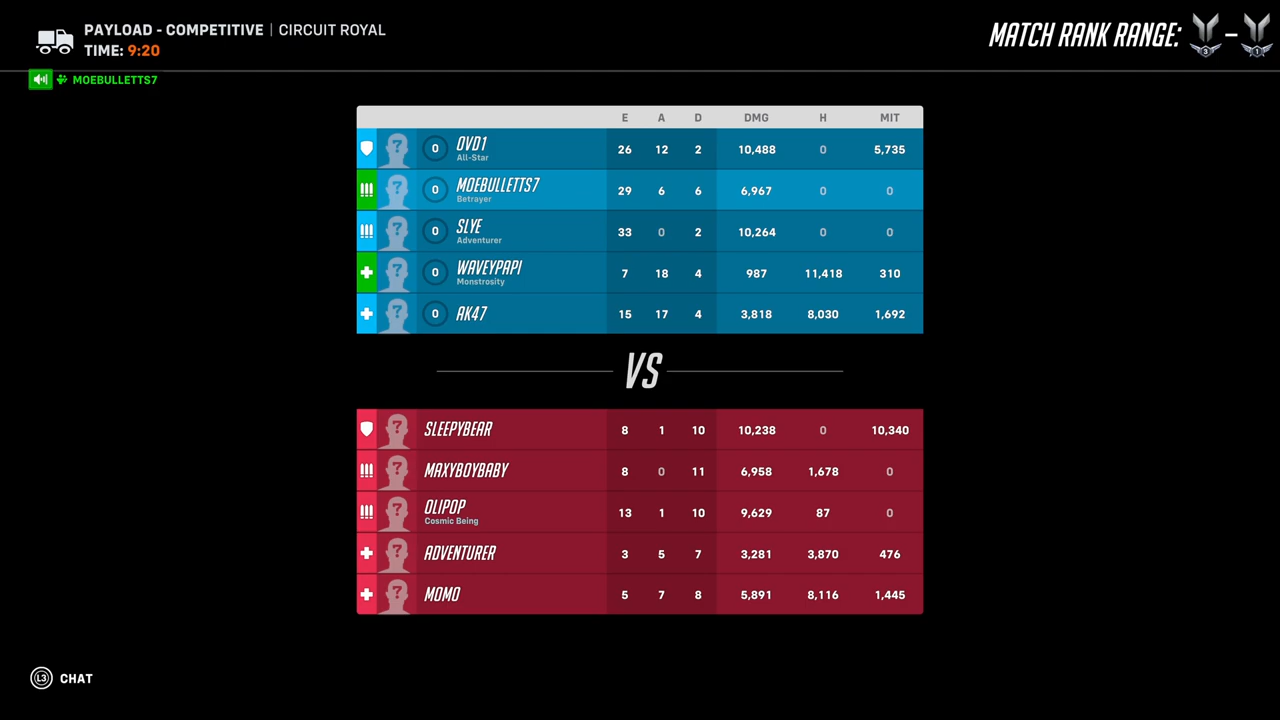 PAYLOAD - COMPETITIVE | CIRCUIT ROYAL
TIME: 9:20
MATCH RANK RANGE: 3 – 1
MOEBULLETTS7
E A D DMG H MIT
0 OVD1 26 12 2 10,488 0 5,735
All-Star
0 MOEBULLETTS7 29 6 6 6,967 0 0
Betrayer
0 SLYE 33 0 2 10,264 0 0
Adventurer
0 WAVEYPAPI 7 18 4 987 11,418 310
Monstrosity
0 AK47 15 17 4 3,818 8,030 1,692
VS
SLEEPYBEAR 8 1 10 10,238 0 10,340
MAXYBOYBABY 8 0 11 6,958 1,678 0
OLIPOP 13 1 10 9,629 87 0
Cosmic Being
ADVENTURER 3 5 7 3,281 3,870 476
MOMO 5 7 8 5,891 8,116 1,445
L3 CHAT